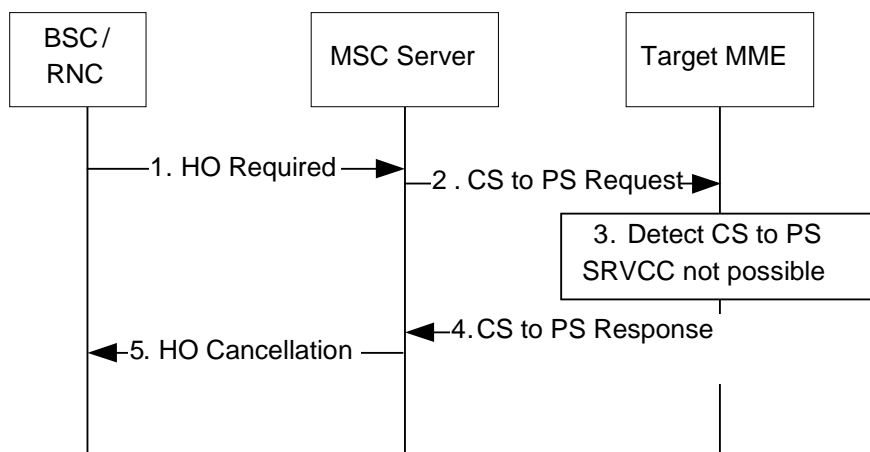 BSC/
RNC
MSC Server
Target MME
1. HO Required
2 . CS to PS Request
3. Detect CS to PS
SRVCC not possible
4.CS to PS Response
5. HO Cancellation